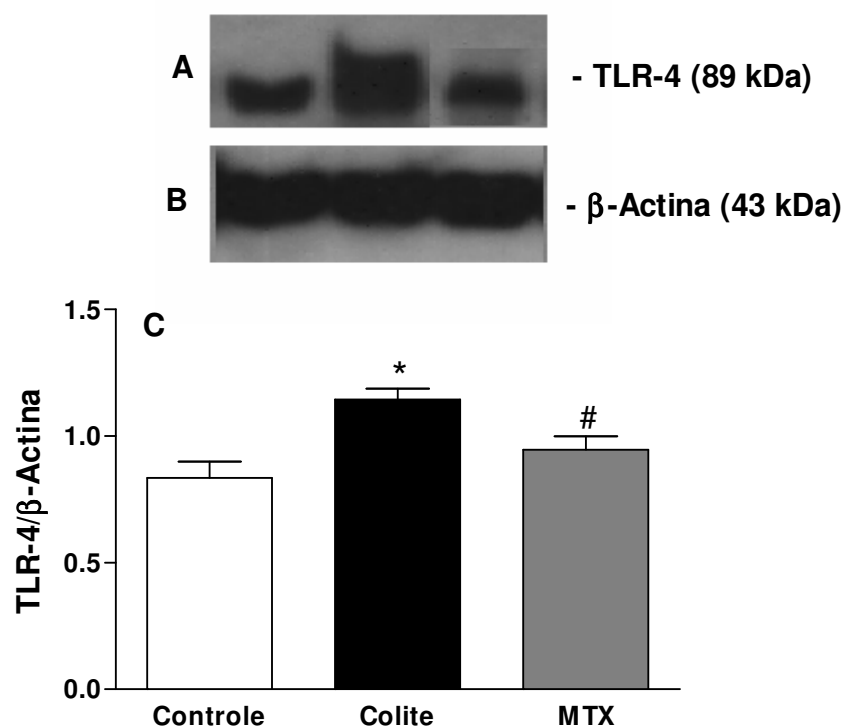 A
- TLR-4 (89 kDa)
B
- β-Actina (43 kDa)
C
TLR-4/β-Actina
1.5
1.0
0.5
0.0
*
#
Controle Colite MTX